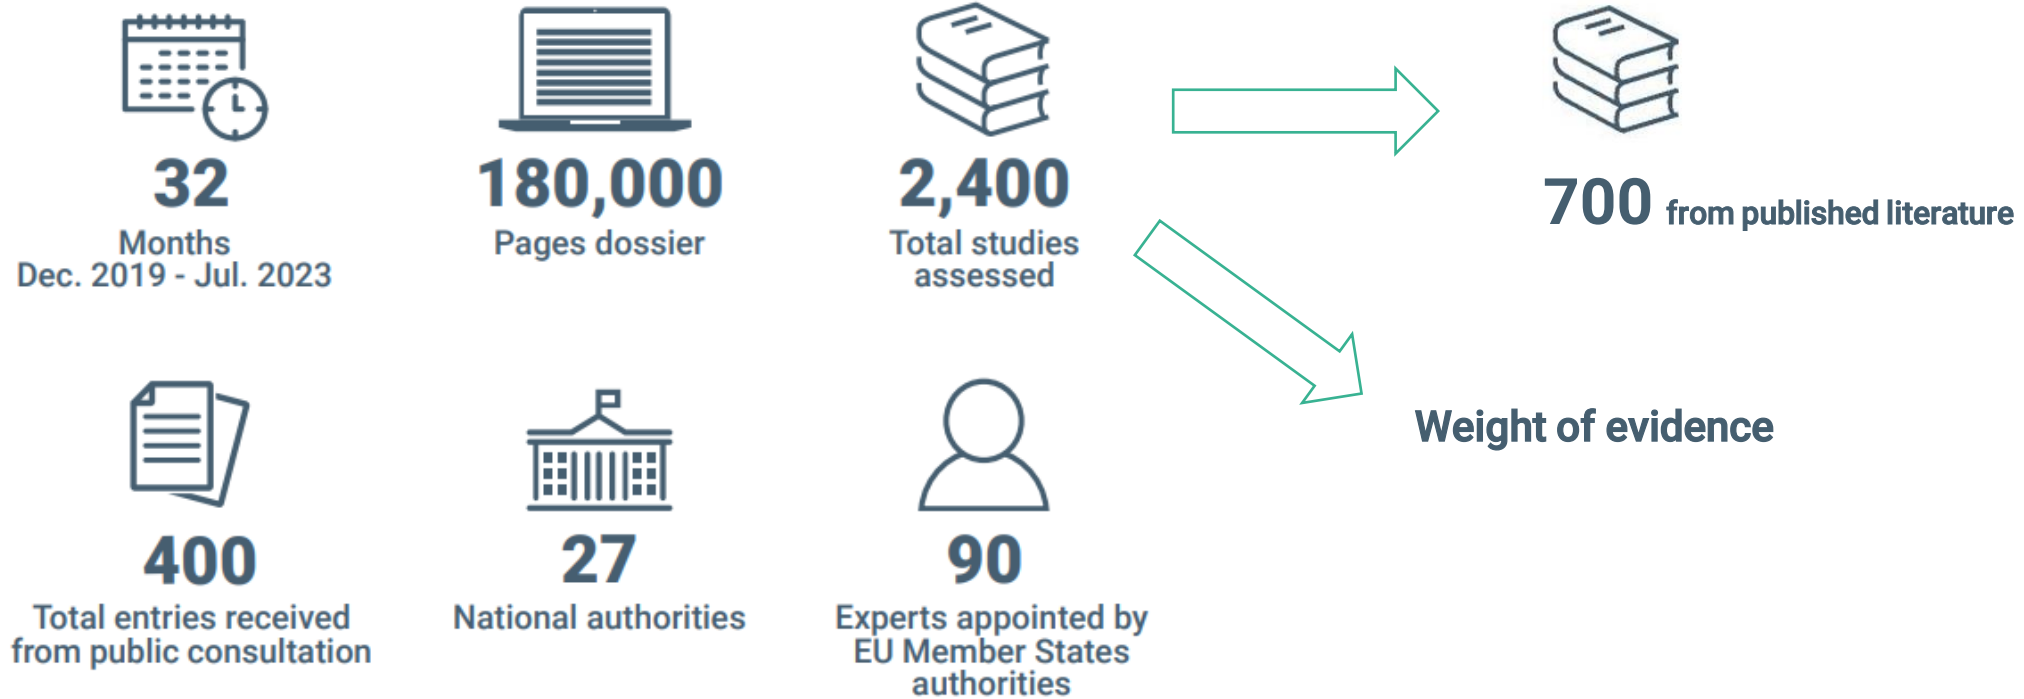 32
Months
Dec. 2019 - Jul. 2023
180,000
Pages dossier
2,400
Total studies
assessed
700 from published literature
Weight of evidence
400
Total entries received
from public consultation
27
National authorities
90
Experts appointed by
EU Member States
authorities